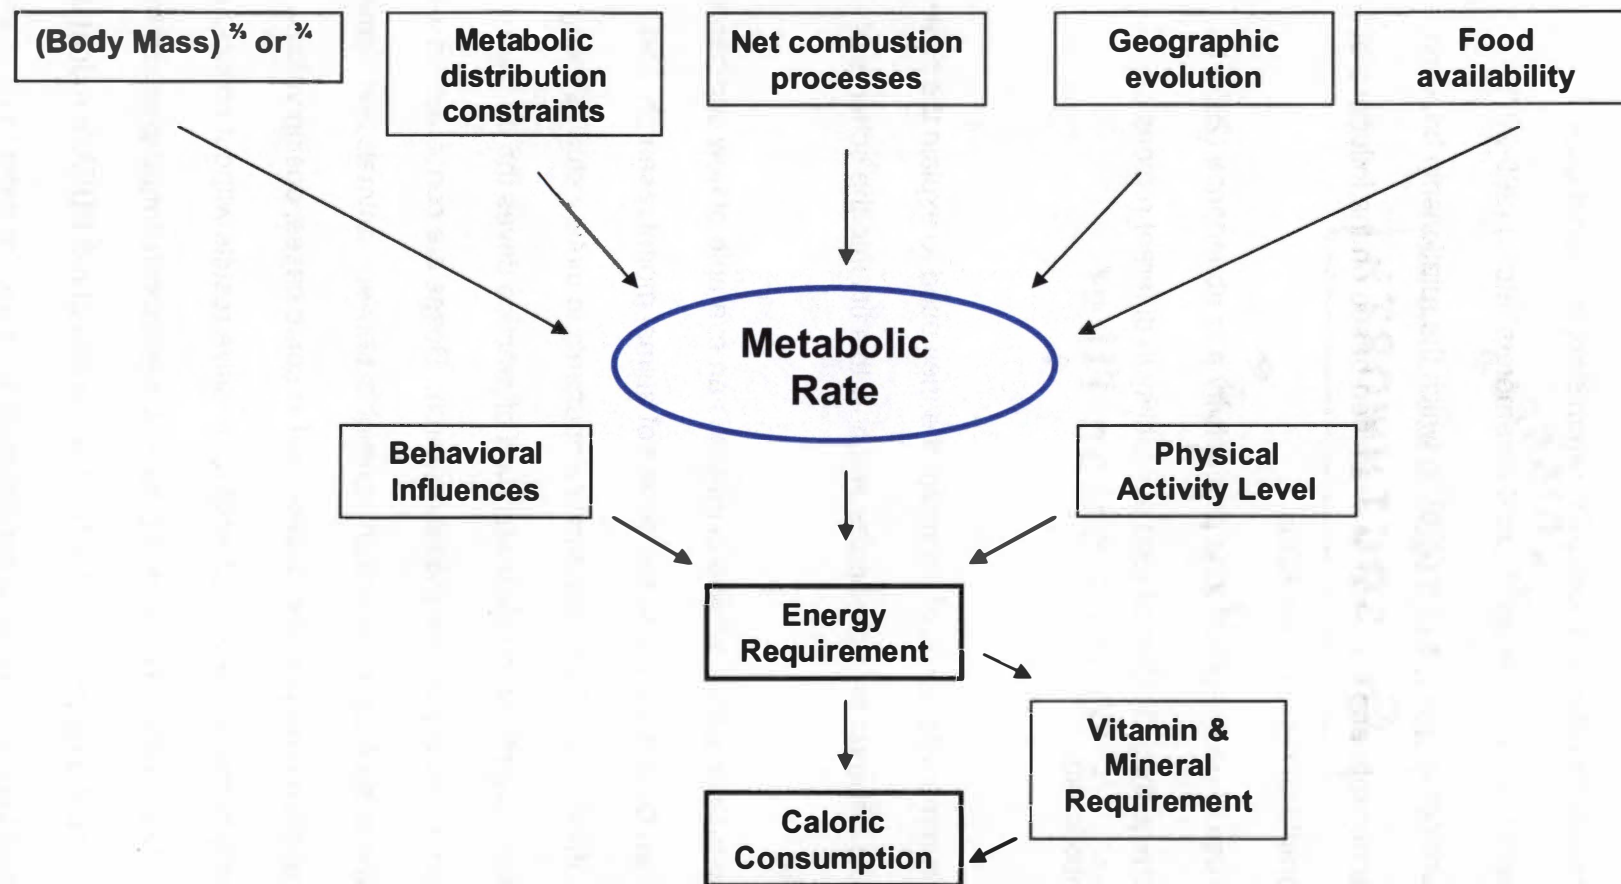 (Body Mass) ⅔ or ¾
Metabolic
distribution
constraints
Net combustion
processes
Geographic
evolution
Food
availability
Metabolic
Rate
Behavioral
Influences
Physical
Activity Level
Energy
Requirement
Vitamin &
Mineral
Requirement
Caloric
Consumption